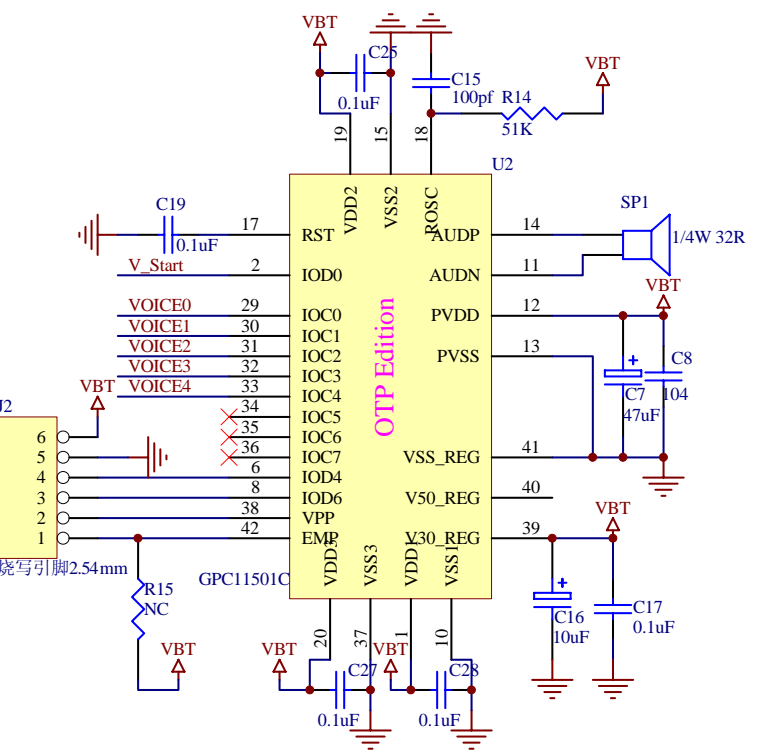 VBT
C25
0.1uF
C15
100pf
R14
51K
VBT
19
15
18
U2
VDD2
VSS2
ROSC
C19
0.1uF
17
RST
AUDP
14
SP1
1/4W 32R
V_Start
2
IOD0
AUDN
11
VBT
VOICE0
29
IOC0
PVDD
12
VOICE1
30
IOC1
VOICE2
31
IOC2
PVSS
13
VOICE3
32
IOC3
VOICE4
33
IOC4
C8
104
C7
47uF
OTP Edition
VBT
J2
34
IOC5
6
35
IOC6
5
36
IOC7
VSS_REG
41
4
6
IOD4
3
8
IOD6
V50_REG
40
2
38
VPP
VBT
1
42
EMP
V30_REG
39
VDD3
VSS3
VDD1
VSS1
烧写引脚2.54mm
GPC11501C
R15
NC
C16
10uF
C17
0.1uF
20
37
1
10
VBT
VBT
C27
0.1uF
VBT
C28
0.1uF